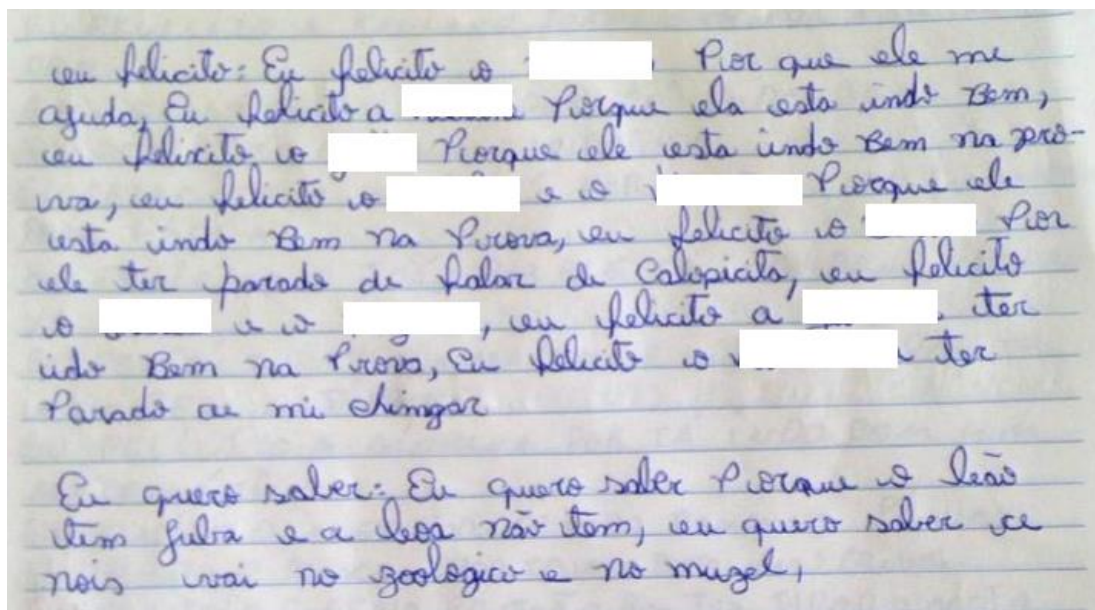 eu felicito: Eu felicito o Por que ele me
ajuda, Eu felicito a Porque ela esta indo Bem,
eu felicito o Porque ele esta indo Bem na pro-
va, eu felicito o e o Porque ele
esta indo Bem na Prova, eu felicito o Por
ele ter parado de falar de Calopicita, eu felicito
o e o , eu felicito a ter
ido Bem na Prova, Eu felicito o ter
Parado mi chimgar
Eu quero saber: Eu quero saber Porque o leão
tem juba e a leoa não tem, eu quero saber ce
nois vai no zoologico e no muzel,